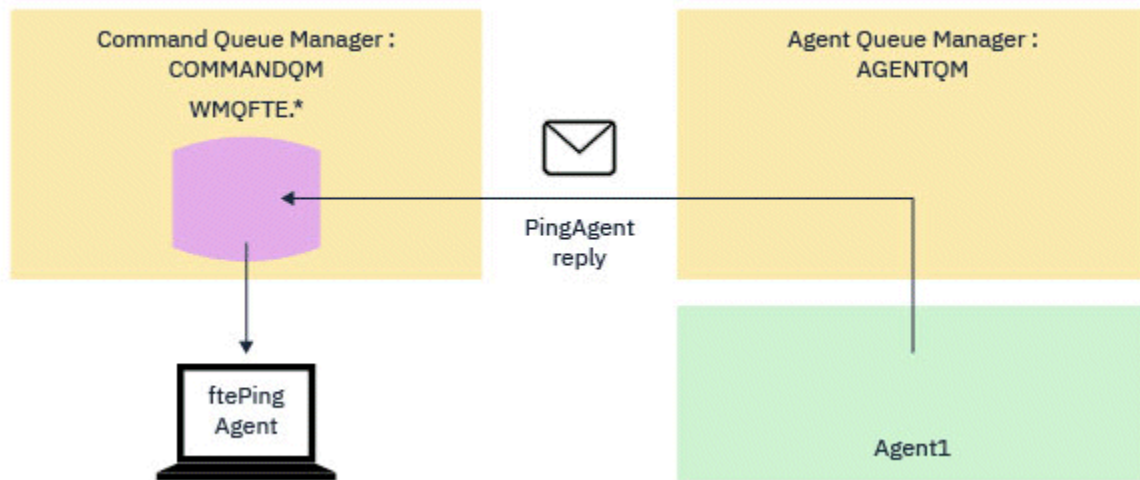 Command Queue Manager :
COMMANDQM
WMQFTE.*
Agent Queue Manager :
AGENTQM
PingAgent
reply
ftePing
Agent
Agent1